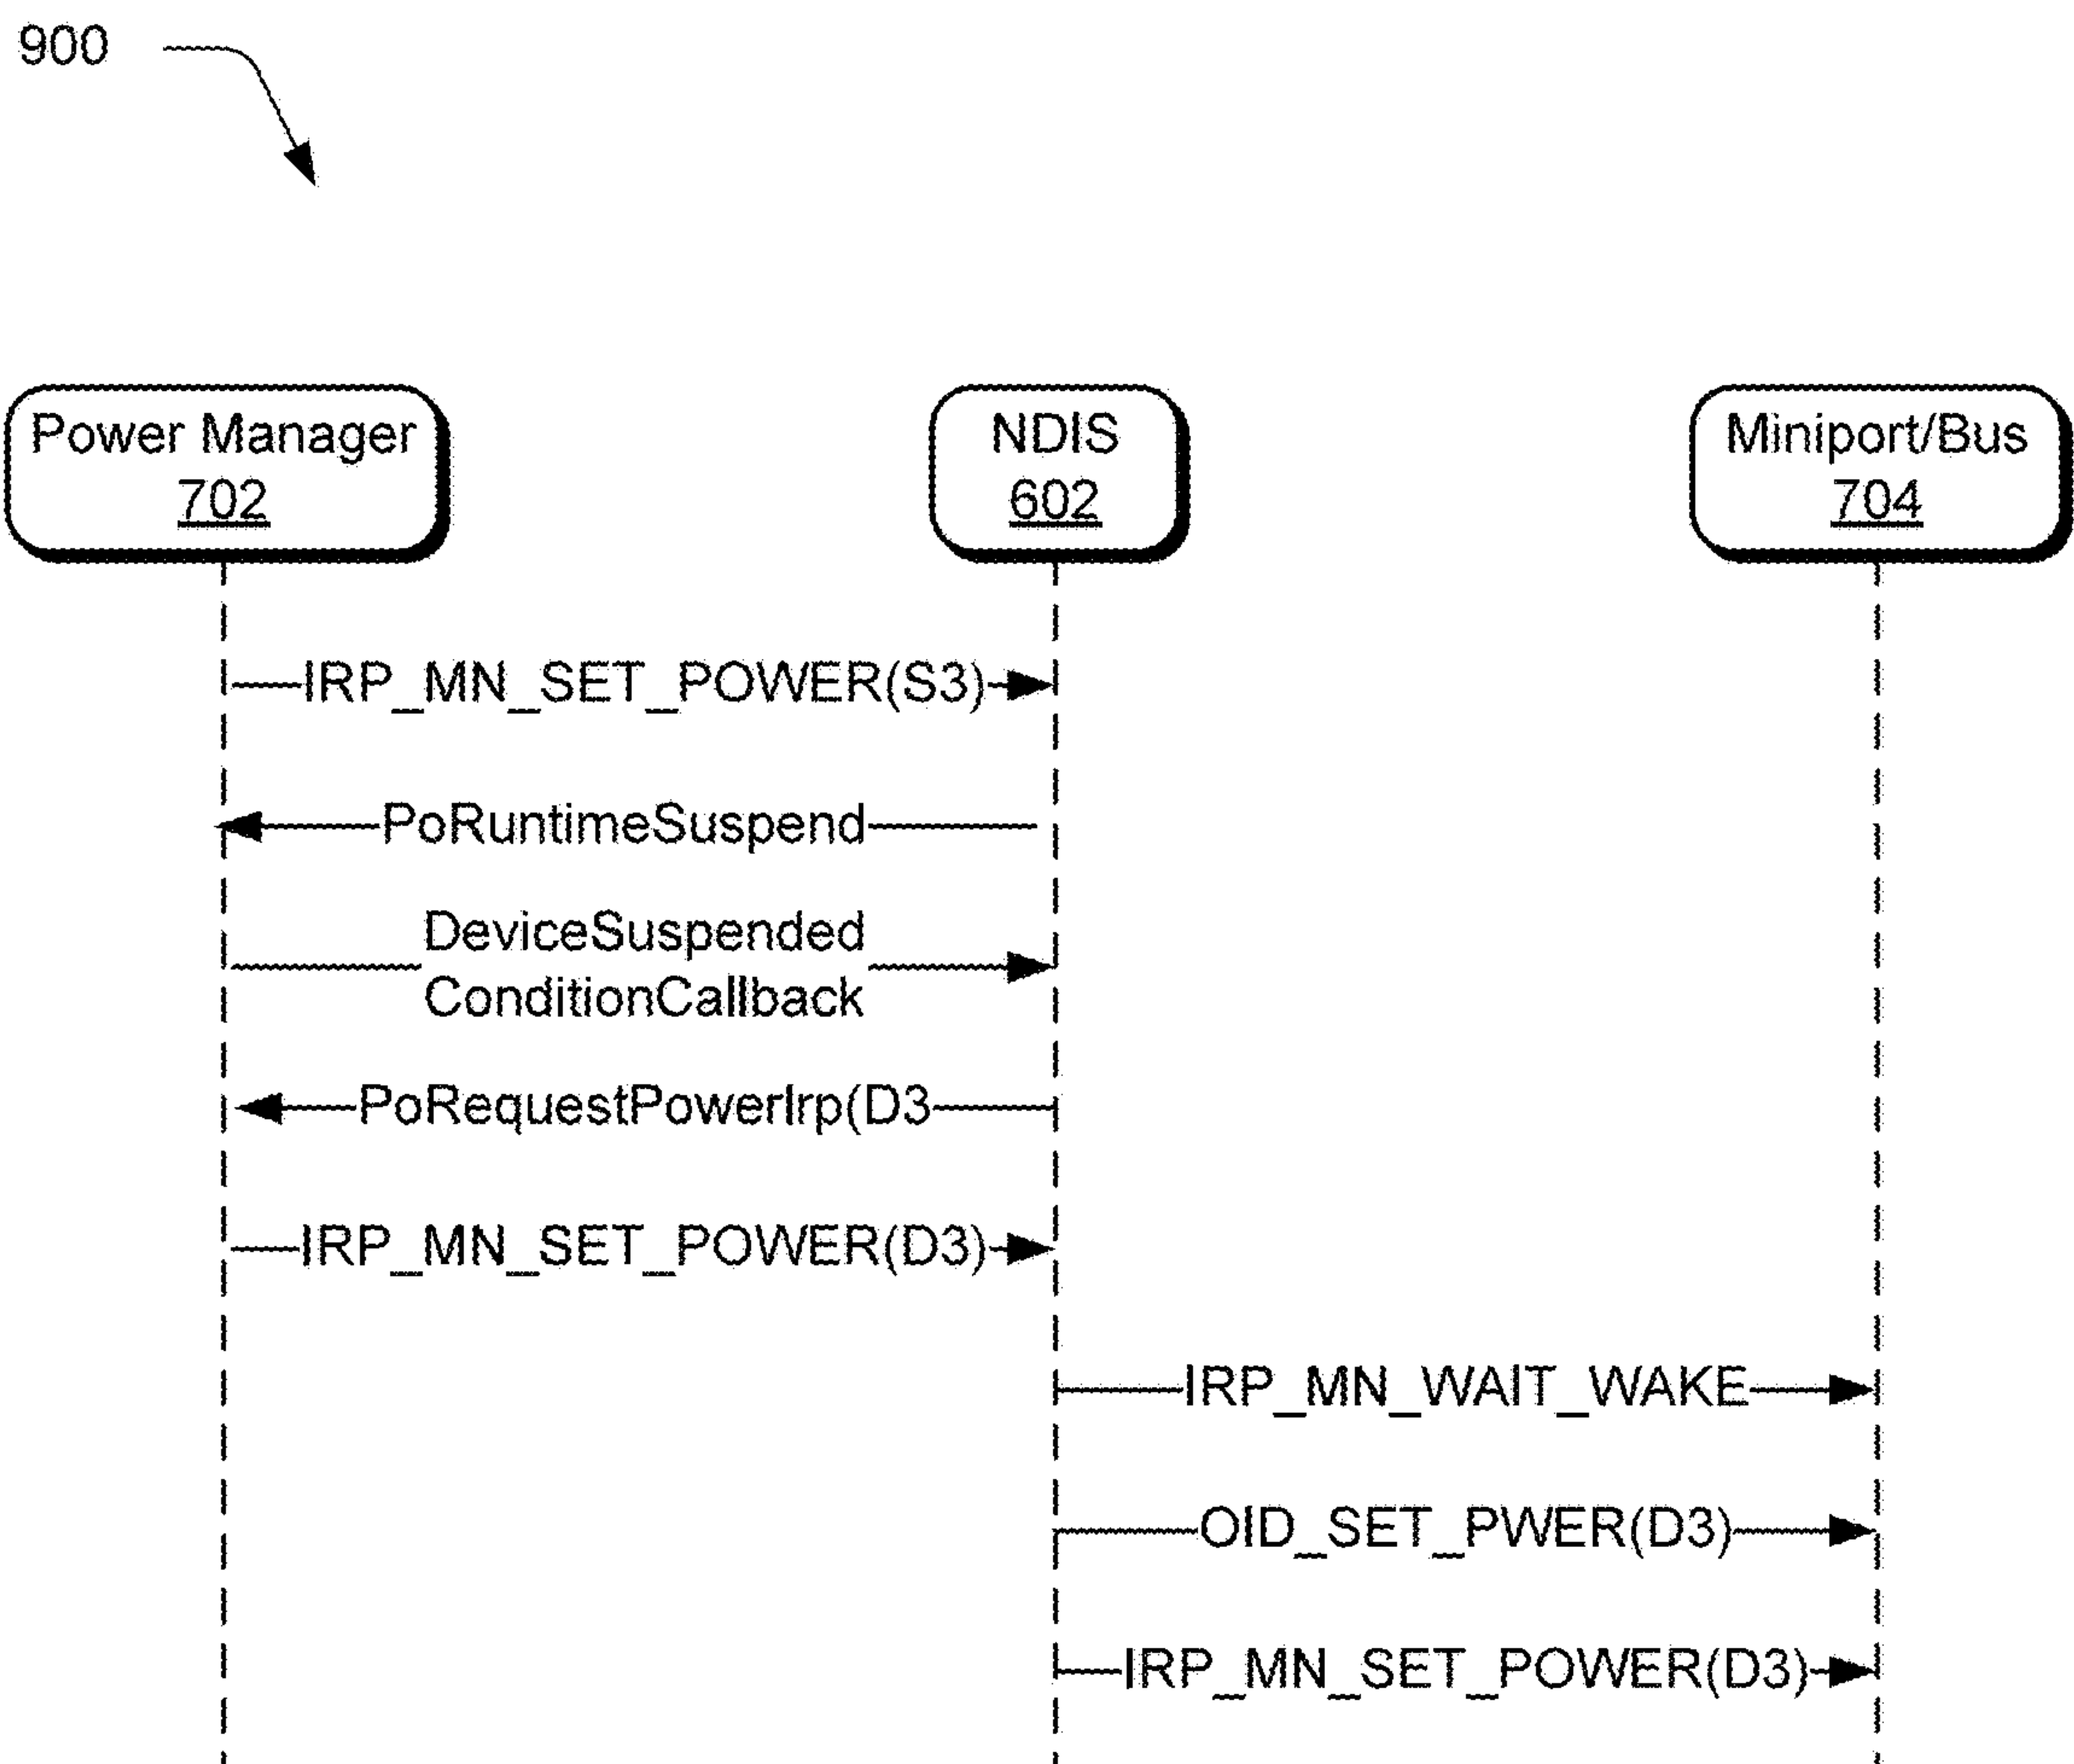 900
Power Manager
702
NDIS
602
Miniport/Bus
704
IRP_MN_SET_POWER(S3)
PoRuntimeSuspend
DeviceSuspended
ConditionCallback
PoRequestPowerIrp(D3
IRP_MN_SET_POWER(D3)
IRP_MN_WAIT_WAKE
OID_SET_PWER(D3)
IRP_MN_SET_POWER(D3)